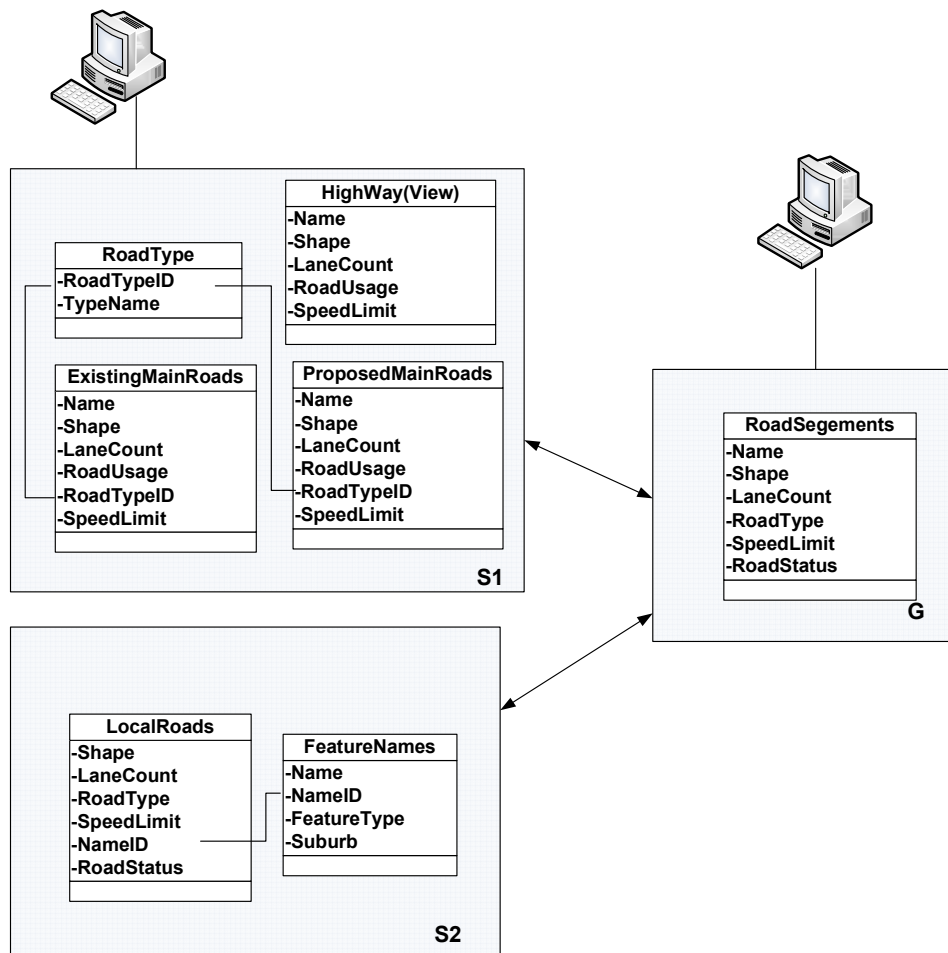 HighWay(View)
-Name
-Shape
-LaneCount
-RoadUsage
-SpeedLimit
RoadType
-RoadTypeID
-TypeName
ExistingMainRoads
-Name
-Shape
-LaneCount
-RoadUsage
-RoadTypeID
-SpeedLimit
ProposedMainRoads
-Name
-Shape
-LaneCount
-RoadUsage
-RoadTypeID
-SpeedLimit
S1
RoadSegements
-Name
-Shape
-LaneCount
-RoadType
-SpeedLimit
-RoadStatus
G
LocalRoads
-Shape
-LaneCount
-RoadType
-SpeedLimit
-NameID
-RoadStatus
FeatureNames
-Name
-NameID
-FeatureType
-Suburb
S2